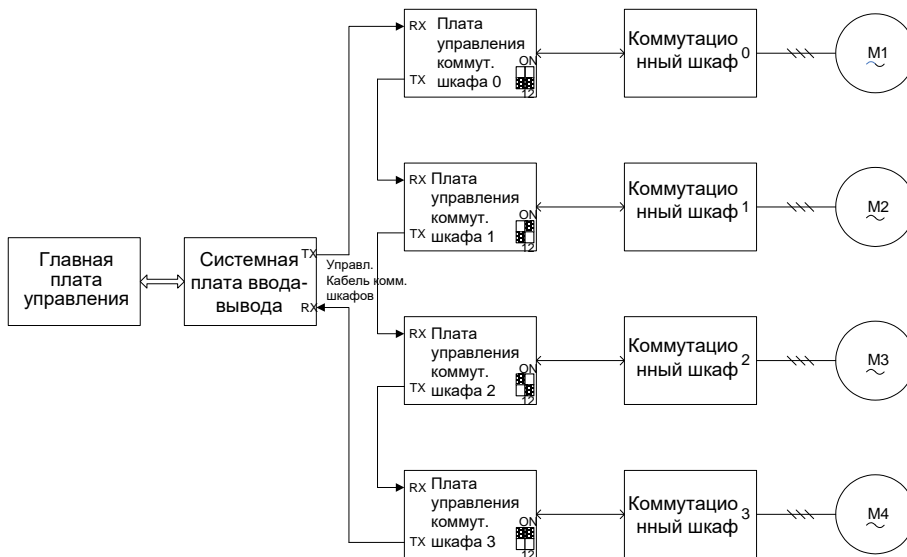 RX Плата
управления
коммут.
ON
TX шкафа 0
12
Коммутацио
нный шкаф 0
M1
RX Плата
управления
коммут.
ON
TX шкафа 1
12
Коммутацио
нный шкаф 1
M2
Главная
плата
управления
Системная
плата ввода-
вывода
TX
RX
Управл.
Кабель комм.
шкафов
RX Плата
управления
коммут.
ON
TX шкафа 2
12
Коммутацио
нный шкаф 2
M3
RX Плата
управления
коммут.
ON
TX шкафа 3
12
Коммутацио
нный шкаф 3
M4